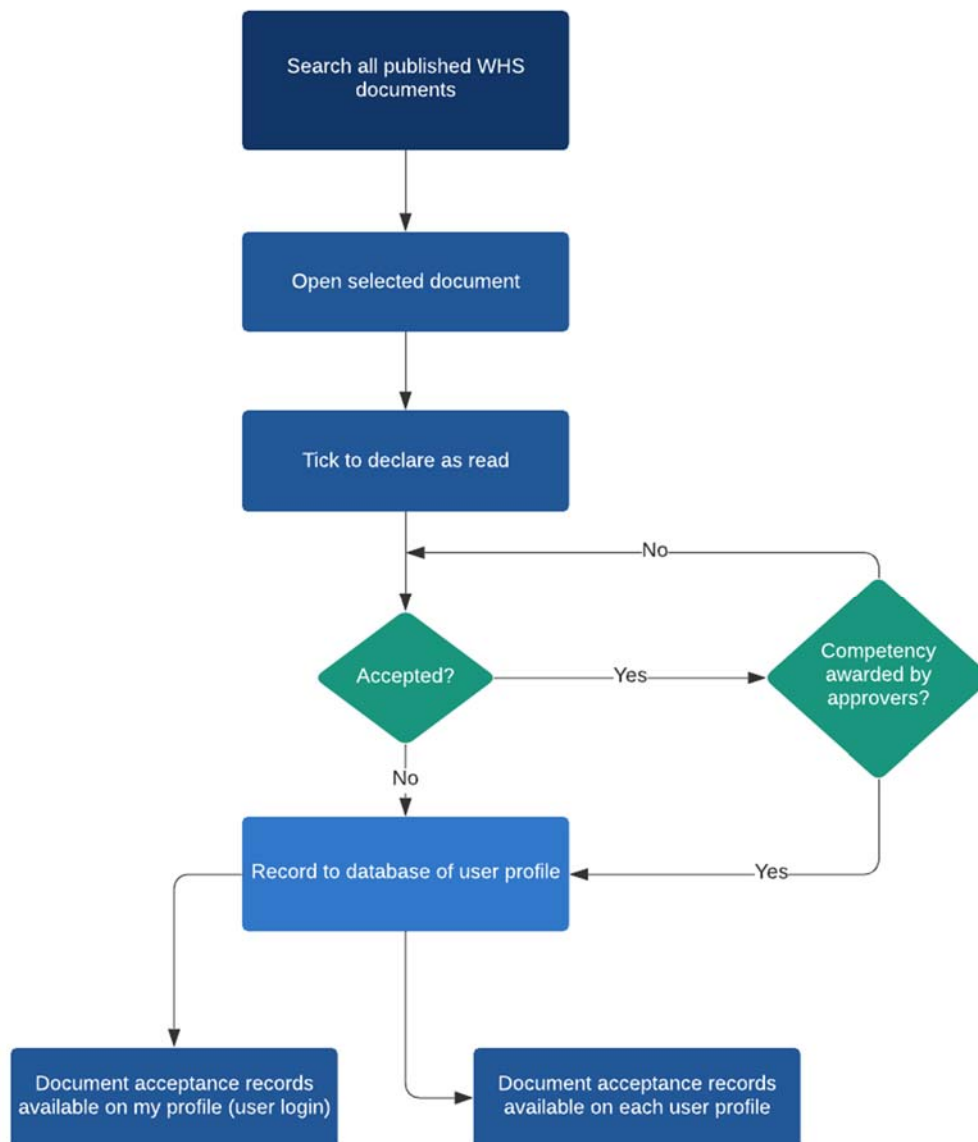 Search all published WHS
documents
Open selected document
Tick to declare as read
No
Accepted?
Yes
Competency
awarded by
approvers?
No
Record to database of user profile
Yes
Document acceptance records
available on my profile (user login)
Document acceptance records
available on each user profile